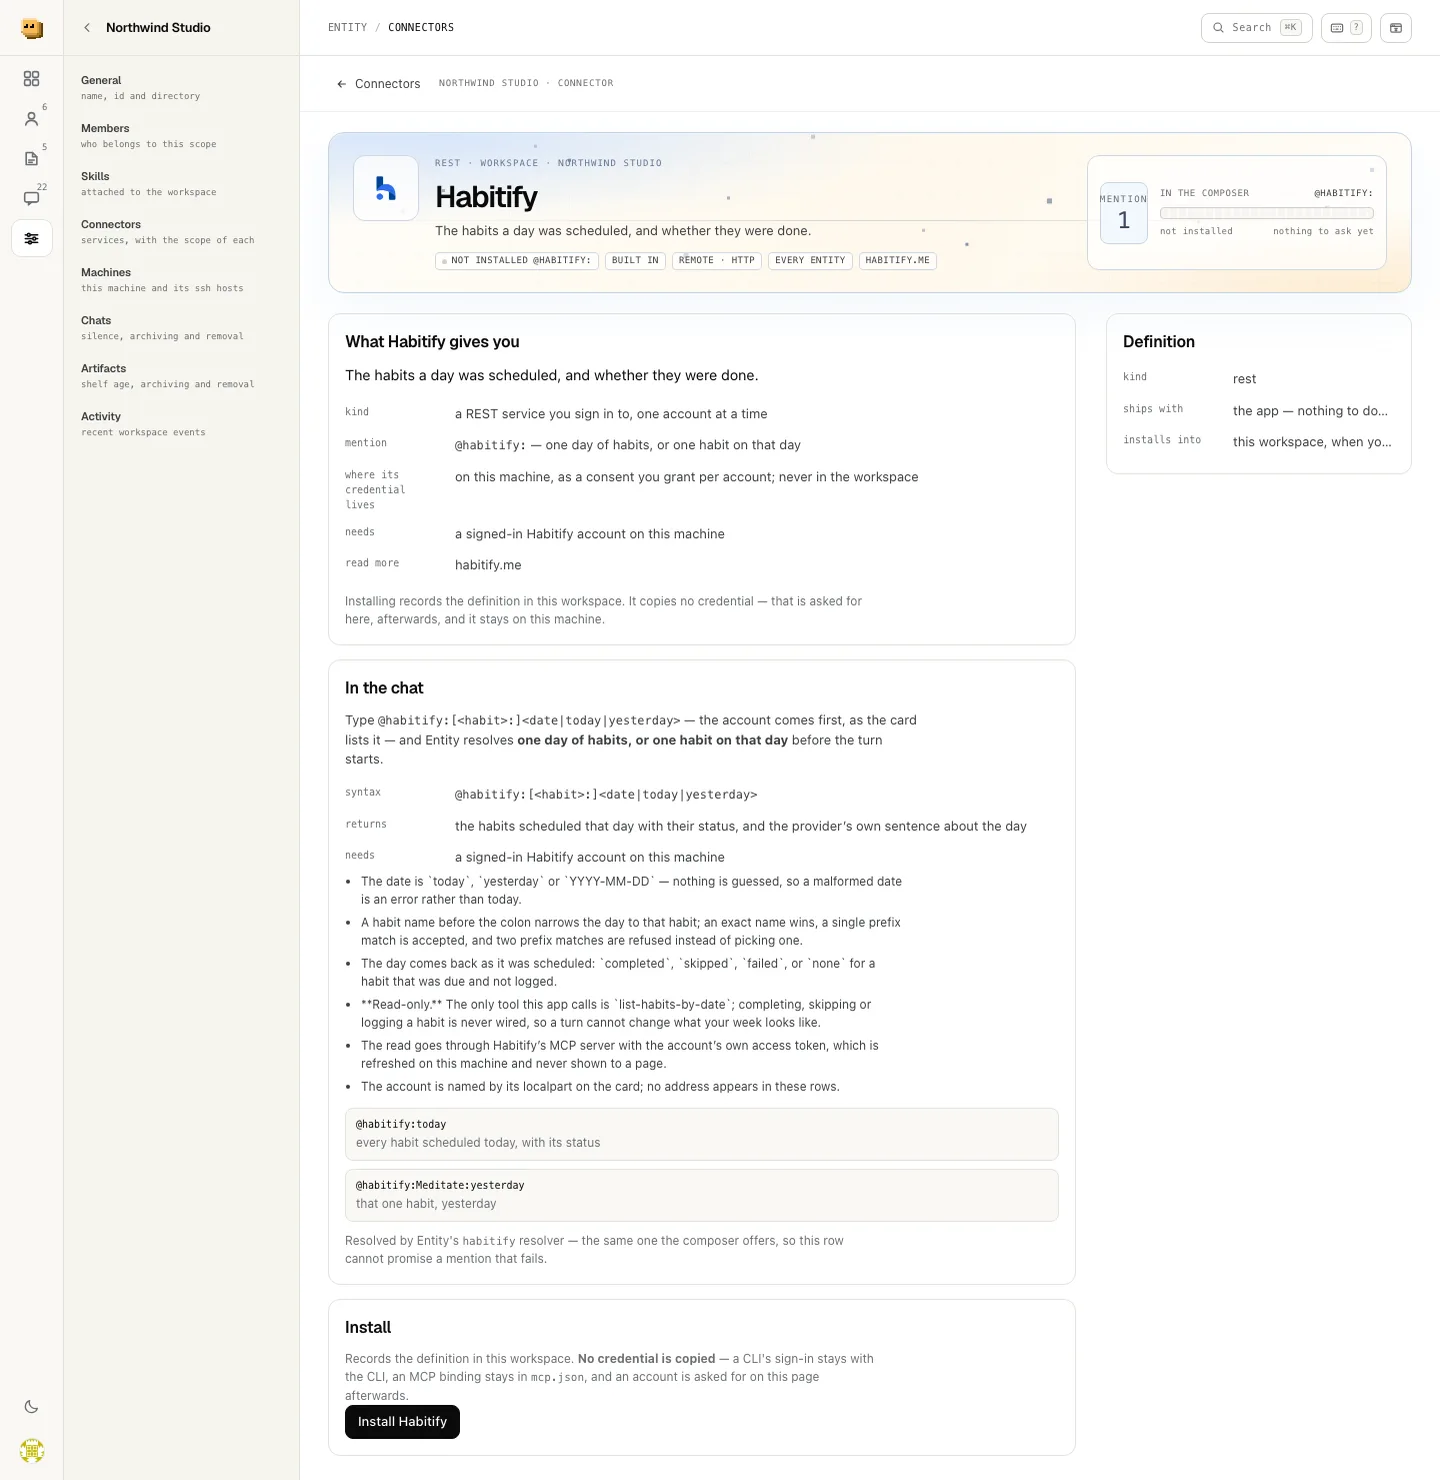 Northwind Studio
ENTITY / CONNECTORS
Search ⌘K
?
6
5
22
General
name, id and directory
Members
who belongs to this scope
Skills
attached to the workspace
Connectors
services, with the scope of each
Machines
this machine and its ssh hosts
Chats
silence, archiving and removal
Artifacts
shelf age, archiving and removal
Activity
recent workspace events
← Connectors
NORTHWIND STUDIO · CONNECTOR
REST · WORKSPACE · NORTHWIND STUDIO
Habitify
The habits a day was scheduled, and whether they were done.
NOT INSTALLED @HABITIFY:
BUILT IN
REMOTE · HTTP
EVERY ENTITY
HABITIFY.ME
MENTION
1
IN THE COMPOSER
@HABITIFY:
not installed
nothing to ask yet
What Habitify gives you
The habits a day was scheduled, and whether they were done.
kind
a REST service you sign in to, one account at a time
mention
@habitify: — one day of habits, or one habit on that day
where its
credential
lives
on this machine, as a consent you grant per account; never in the workspace
needs
a signed-in Habitify account on this machine
read more
habitify.me
Installing records the definition in this workspace. It copies no credential — that is asked for
here, afterwards, and it stays on this machine.
Definition
kind
rest
ships with
the app — nothing to do...
installs into
this workspace, when yo...
In the chat
Type @habitify:[<habit>:]<date|today|yesterday> — the account comes first, as the card
lists it — and Entity resolves one day of habits, or one habit on that day before the turn
starts.
syntax
@habitify:[<habit>:]<date|today|yesterday>
returns
the habits scheduled that day with their status, and the provider's own sentence about the day
needs
a signed-in Habitify account on this machine
• The date is `today`, `yesterday` or `YYYY-MM-DD` — nothing is guessed, so a malformed date
is an error rather than today.
• A habit name before the colon narrows the day to that habit; an exact name wins, a single prefix
match is accepted, and two prefix matches are refused instead of picking one.
• The day comes back as it was scheduled: `completed`, `skipped`, `failed`, or `none` for a
habit that was due and not logged.
• **Read-only.** The only tool this app calls is `list-habits-by-date`; completing, skipping or
logging a habit is never wired, so a turn cannot change what your week looks like.
• The read goes through Habitify's MCP server with the account's own access token, which is
refreshed on this machine and never shown to a page.
• The account is named by its localpart on the card; no address appears in these rows.
@habitify:today
every habit scheduled today, with its status
@habitify:Meditate:yesterday
that one habit, yesterday
Resolved by Entity's habitify resolver — the same one the composer offers, so this row
cannot promise a mention that fails.
Install
Records the definition in this workspace. No credential is copied — a CLI's sign-in stays with
the CLI, an MCP binding stays in mcp.json, and an account is asked for on this page
afterwards.
Install Habitify